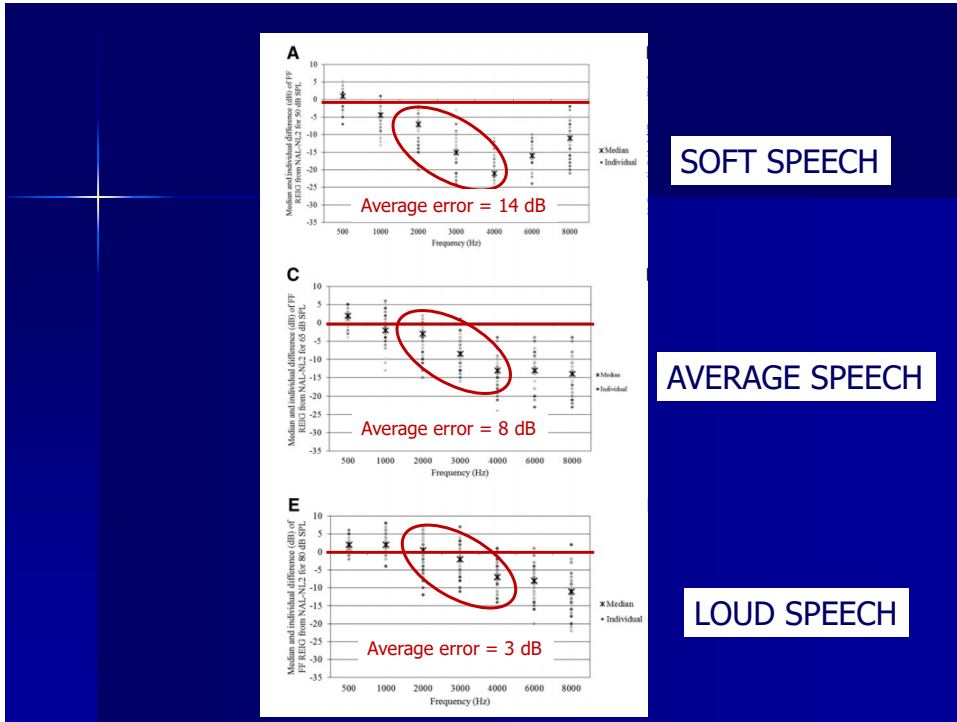 A
Median and individual difference (dB) of FF
REIG from NAL-NL2 for 50 dB SPL
10
5
0
-5
-10
-15
-20
-25
-30
-35
Average error = 14 dB
500 1000 2000 3000 4000 6000 8000
Frequency (Hz)
Median
Individual
SOFT SPEECH
C
Median and individual difference (dB) of FF
REIG from NAL-NL2 for 65 dB SPL
10
5
0
-5
-10
-15
-20
-25
-30
-35
Average error = 8 dB
500 1000 2000 3000 4000 6000 8000
Frequency (Hz)
Median
Individual
AVERAGE SPEECH
E
Median and individual difference (dB) of
FF REIG from NAL-NL2 for 80 dB SPL
10
5
0
-5
-10
-15
-20
-25
-30
-35
Average error = 3 dB
500 1000 2000 3000 4000 6000 8000
Frequency (Hz)
Median
Individual
LOUD SPEECH